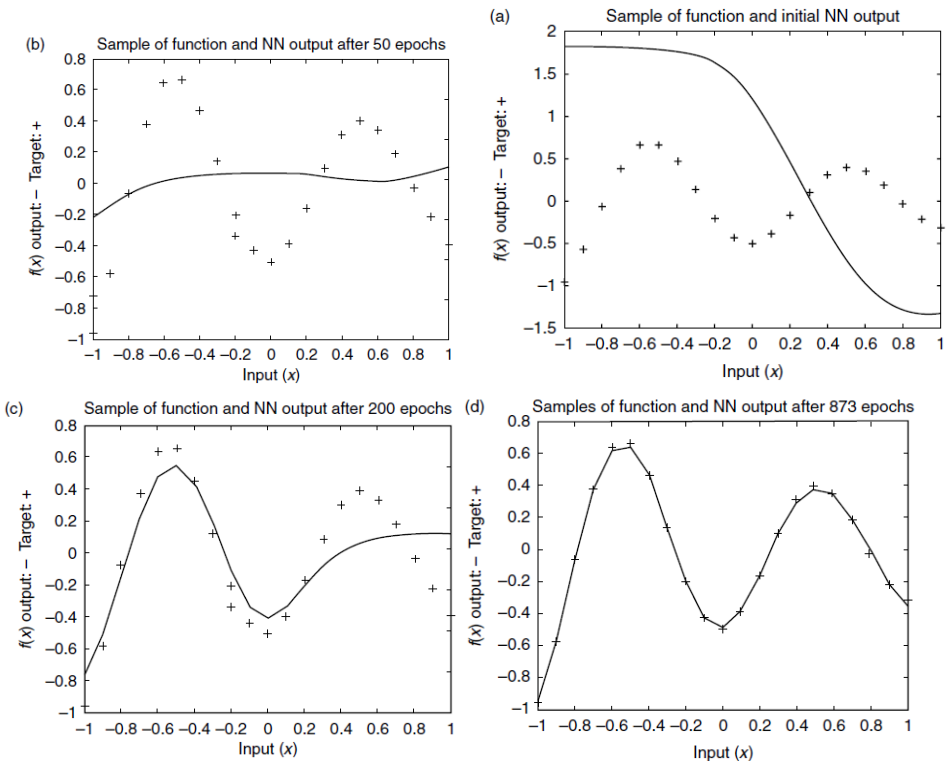 (b) Sample of function and NN output after 50 epochs
0.8
0.6
0.4
0.2
0
−0.2
−0.4
−0.6
−0.8
−1
f(x) output: − Target: +
−1 −0.8 −0.6 −0.4 −0.2 0 0.2 0.4 0.6 0.8 1
Input (x)
(a) Sample of function and initial NN output
2
1.5
1
0.5
0
−0.5
−1
−1.5
f(x) output: − Target: +
−1 −0.8 −0.6 −0.4 −0.2 0 0.2 0.4 0.6 0.8 1
Input (x)
(c) Sample of function and NN output after 200 epochs
0.8
0.6
0.4
0.2
0
−0.2
−0.4
−0.6
−0.8
−1
f(x) output: − Target: +
−1 −0.8 −0.6 −0.4 −0.2 0 0.2 0.4 0.6 0.8 1
Input (x)
(d) Samples of function and NN output after 873 epochs
0.8
0.6
0.4
0.2
0
−0.2
−0.4
−0.6
−0.8
−1
f(x) output: − Target: +
−1 −0.8 −0.6 −0.4 −0.2 0 0.2 0.4 0.6 0.8 1
Input (x)